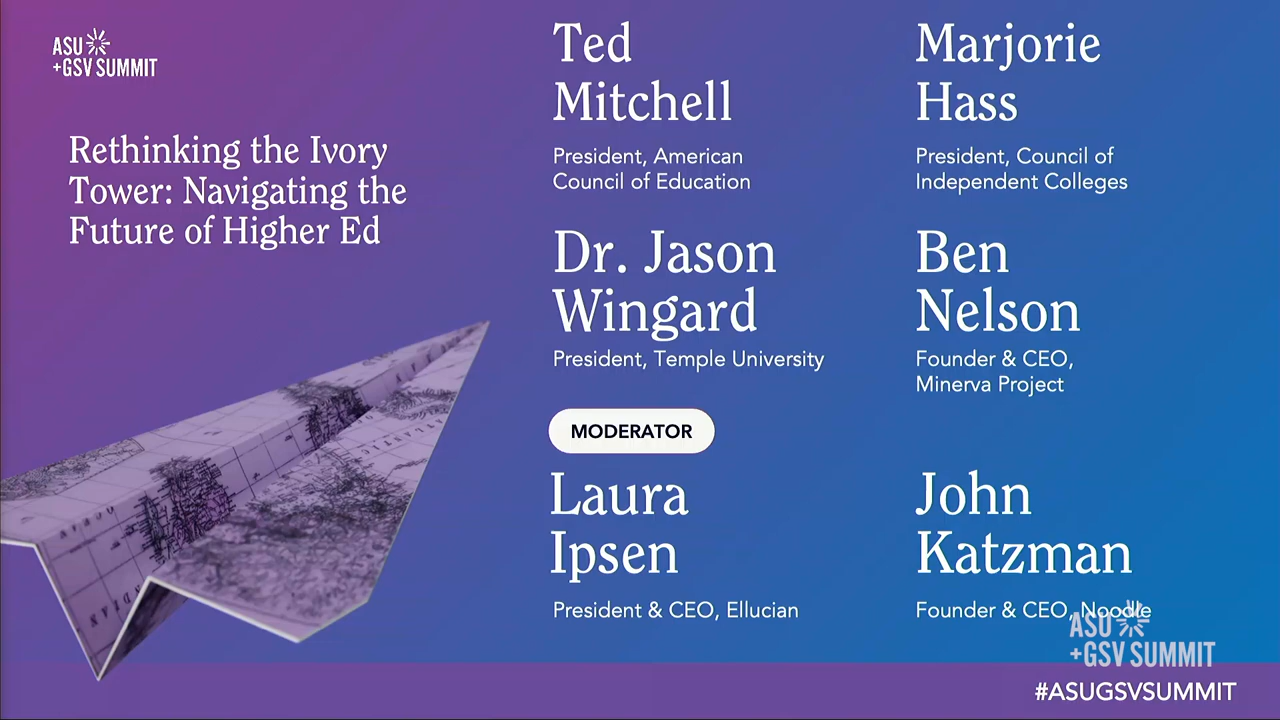 ASU
+GSV SUMMIT
Rethinking the Ivory
Tower: Navigating the
Future of Higher Ed
Ted
Mitchell
President, American
Council of Education
Marjorie
Hass
President, Council of
Independent Colleges
Dr. Jason
Wingard
President, Temple University
Ben
Nelson
Founder & CEO,
Minerva Project
MODERATOR
Laura
Ipsen
President & CEO, Ellucian
John
Katzman
Founder & CEO, Noodle
ASU
+GSV SUMMIT
#ASUGSVSUMMIT